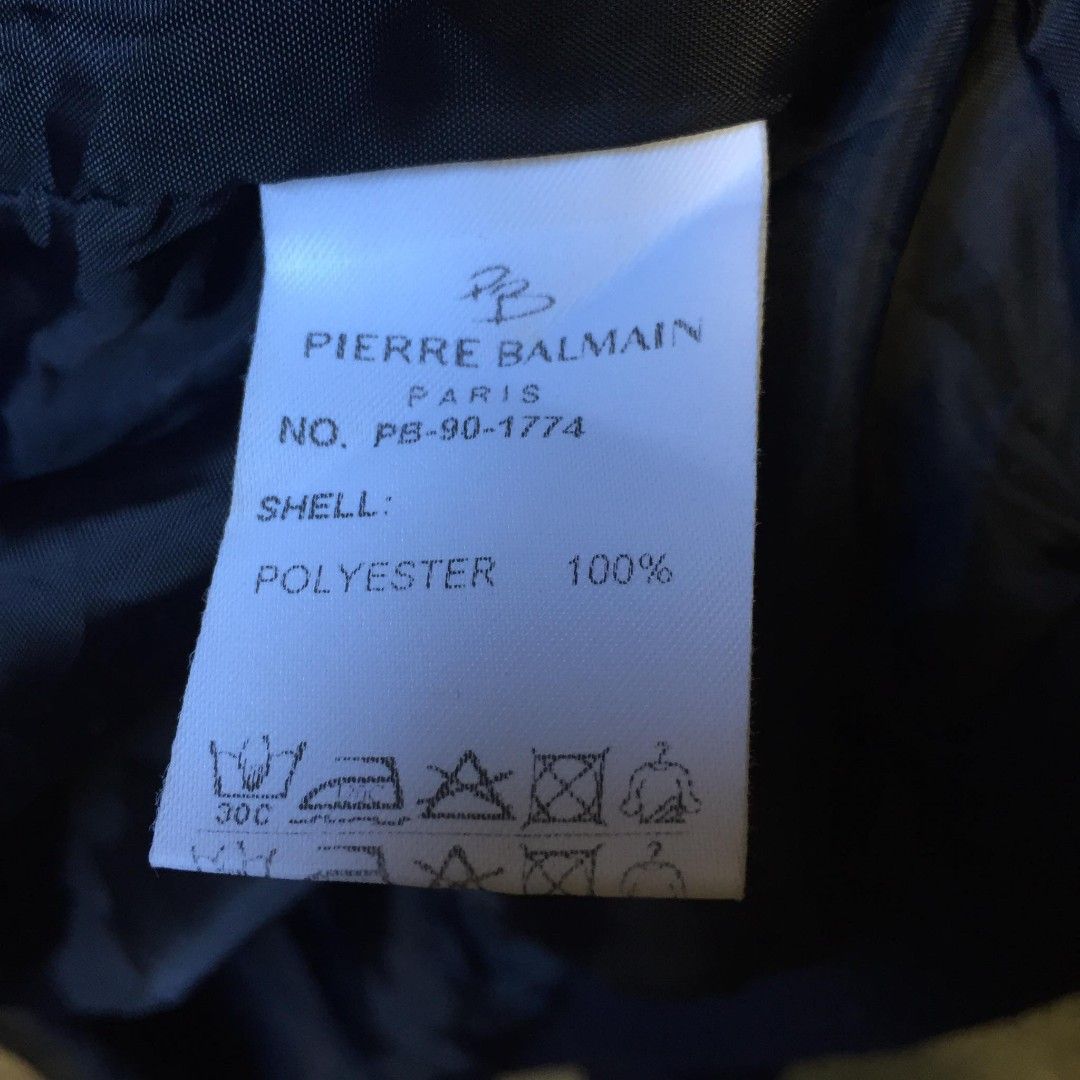 PB
PIERRE BALMAIN
PARIS
NO. PB-90-1774
SHELL:
POLYESTER 100%
30C